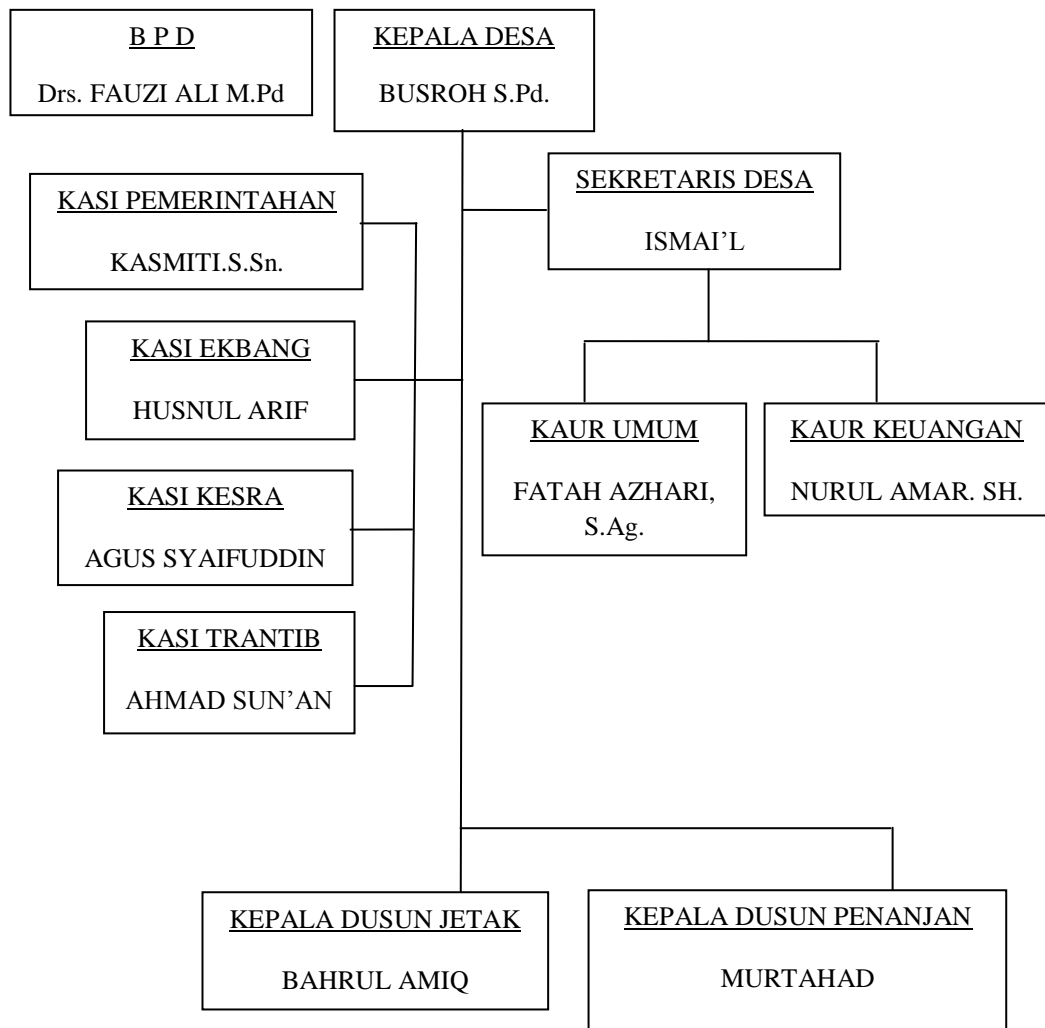 B P D
Drs. FAUZI ALI M.Pd
KEPALA DESA
BUSROH S.Pd.
SEKRETARIS DESA
ISMAI’L
KASI PEMERINTAHAN
KASMITI.S.Sn.
KASI EKBANG
HUSNUL ARIF
KAUR UMUM
FATAH AZHARI,
S.Ag.
KAUR KEUANGAN
NURUL AMAR. SH.
KASI KESRA
AGUS SYAIFUDDIN
KASI TRANTIB
AHMAD SUN’AN
KEPALA DUSUN JETAK
BAHRUL AMIQ
KEPALA DUSUN PENANJAN
MURTAHAD